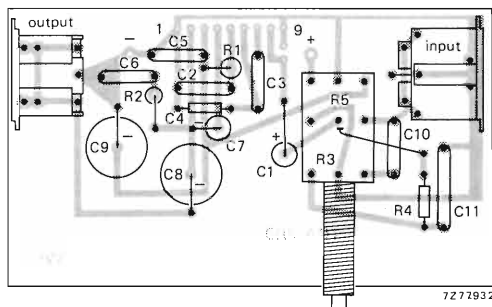 output
1
−
9
+
input
C5
R1
C6
C2
C3
R2
R5
C4
−
C7
C10
+
C9
−
C8
−
C1
R3
R4
C11
7Z77932